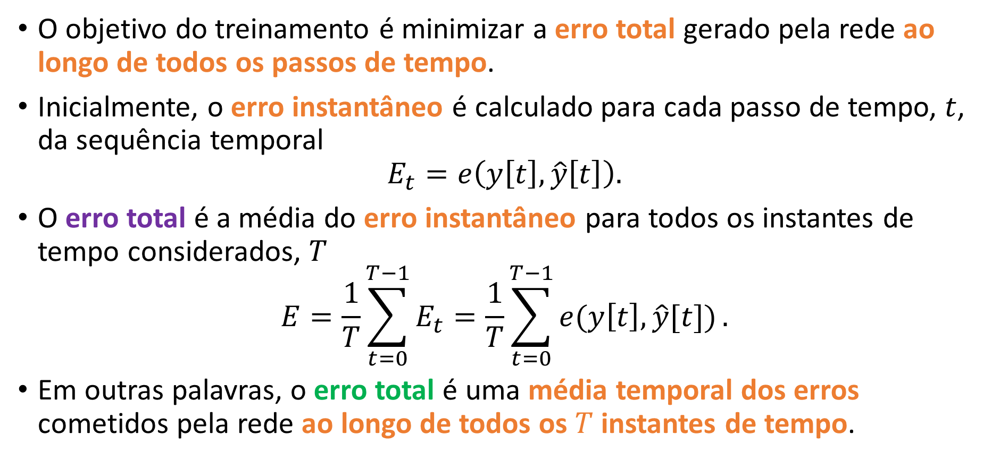 • O objetivo do treinamento é minimizar a erro total gerado pela rede ao
longo de todos os passos de tempo.
• Inicialmente, o erro instantâneo é calculado para cada passo de tempo, t,
da sequência temporal
E_t = e(y[t], ŷ[t]).
• O erro total é a média do erro instantâneo para todos os instantes de
tempo considerados, T
E = \frac{1}{T} \sum_{t=0}^{T-1} E_t = \frac{1}{T} \sum_{t=0}^{T-1} e(y[t], ŷ[t]) .
• Em outras palavras, o erro total é uma média temporal dos erros
cometidos pela rede ao longo de todos os T instantes de tempo.